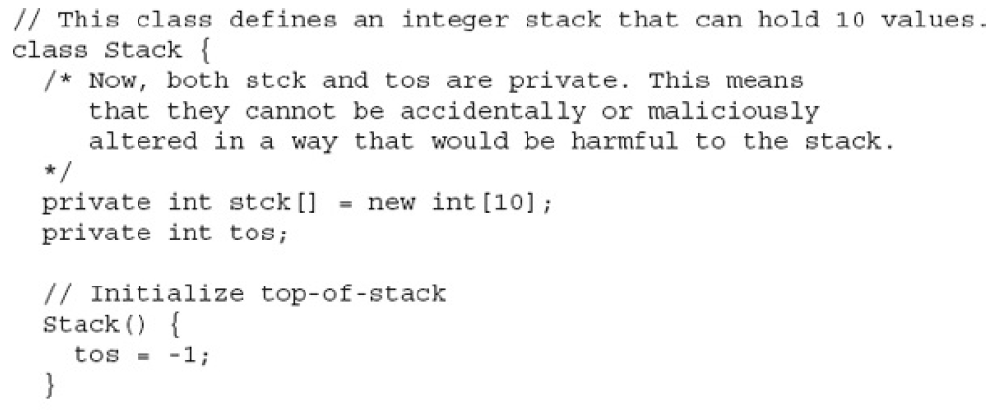 // This class defines an integer stack that can hold 10 values.
class Stack {
  /* Now, both stck and tos are private. This means
     that they cannot be accidentally or maliciously
     altered in a way that would be harmful to the stack.
  */
  private int stck[] = new int[10];
  private int tos;

  // Initialize top-of-stack
  Stack() {
    tos = -1;
  }